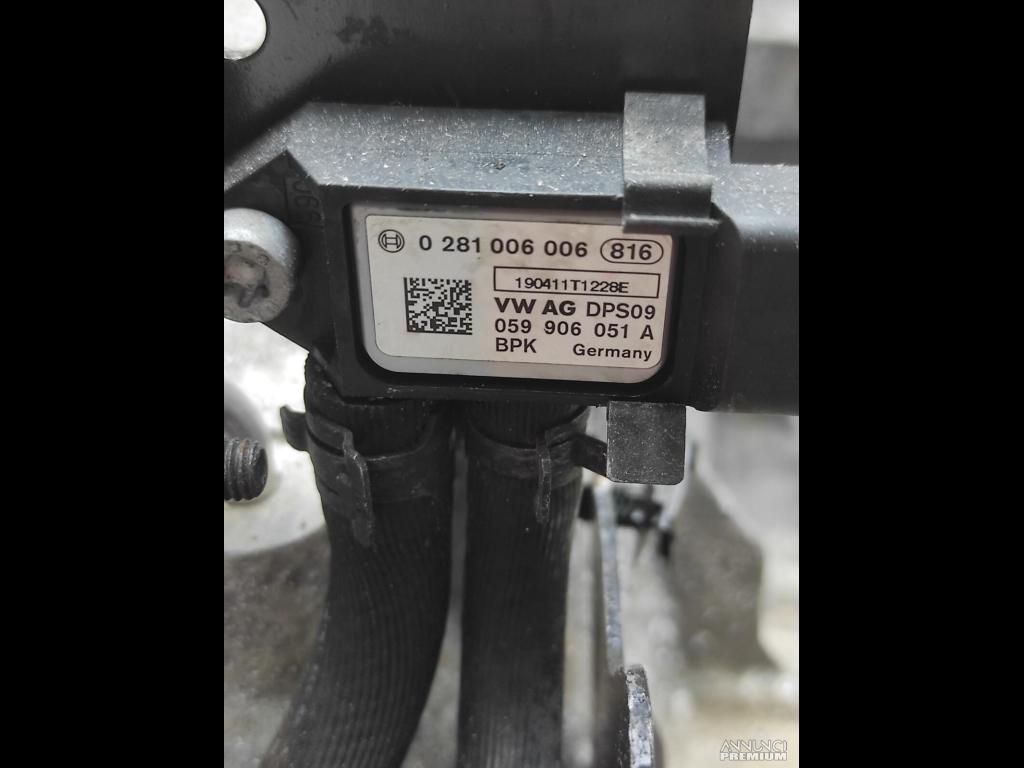 0 281 006 006 816
190411T1228E
VW AG DPS09
059 906 051 A
BPK Germany
ANNUNCI
PREMIUM